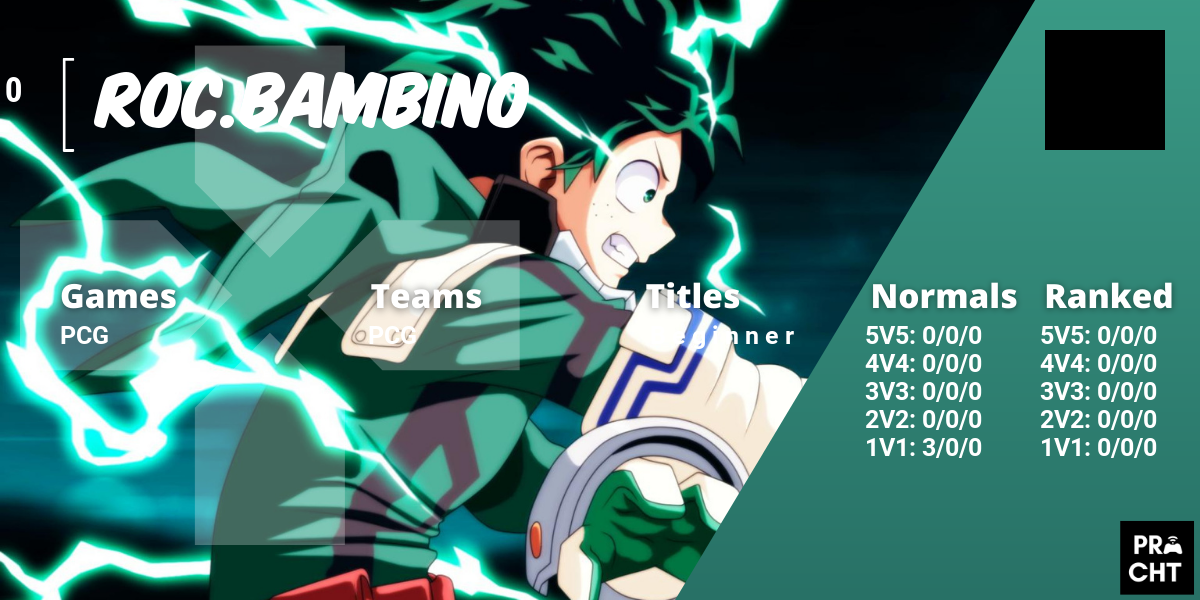 0
ROC.BAMBINO
Games
PCG
Teams
PCG
Titles
Beginner
Normals
5V5: 0/0/0
4V4: 0/0/0
3V3: 0/0/0
2V2: 0/0/0
1V1: 3/0/0
Ranked
5V5: 0/0/0
4V4: 0/0/0
3V3: 0/0/0
2V2: 0/0/0
1V1: 0/0/0
PRACHT